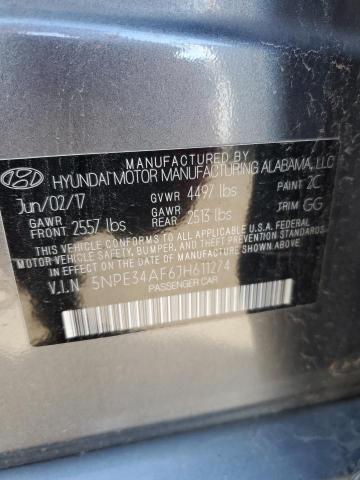 MANUFACTURED BY
HYUNDAI MOTOR MANUFACTURING ALABAMA, LLC
Jun/02/17 GVWR 4497 lbs PAINT 2C
GAWR FRONT 2557 lbs GAWR REAR 2513 lbs TRIM GG
THIS VEHICLE CONFORMS TO ALL APPLICABLE U.S.A. FEDERAL
MOTOR VEHICLE SAFETY, BUMPER, AND THEFT PREVENTION
STANDARDS IN EFFECT ON THE DATE OF MANUFACTURE SHOWN ABOVE.
V.I.N 5NPE34AF6JH611274
PASSENGER CAR